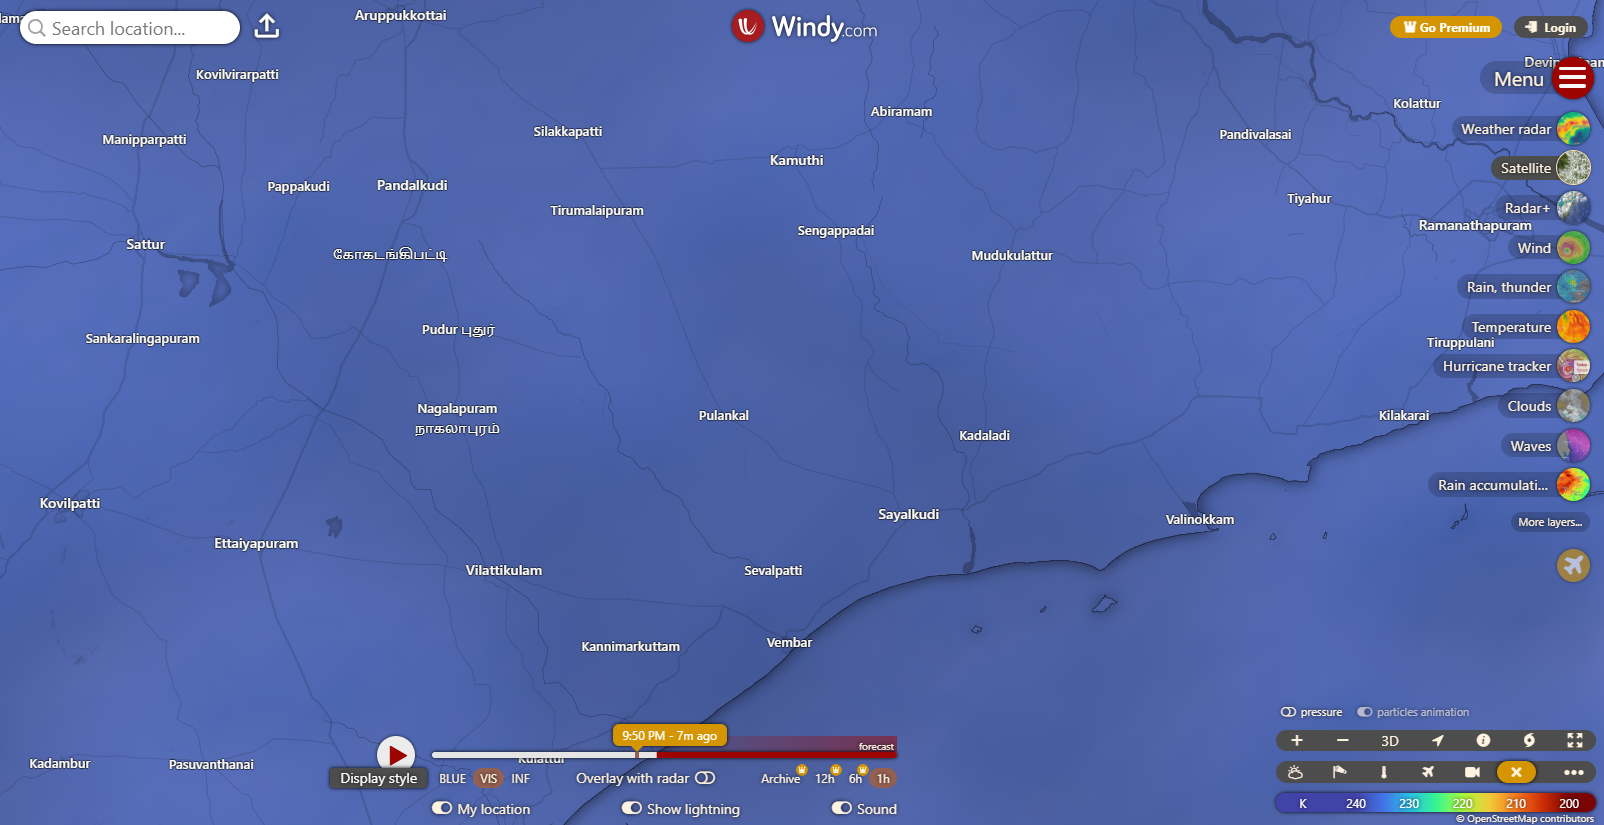 Aruppukkottai
Search location...
Windy.com
Go Premium
Login
Kovilvirarpatti
Menu
Kolattur
Abiramam
Weather radar
Silakkapatti
Pandivalasai
Manipparpatti
Kamuthi
Satellite
Pappakudi
Pandalkudi
Tiyahur
Radar+
Tirumalaipuram
Ramanathapuram
Sengappadai
Sattur
Wind
கோகடங்கிபட்டி
Mudukulattur
Rain, thunder
Pudur புதுர்
Temperature
Sankaralingapuram
Tiruppulani
Hurricane tracker
Nagalapuram
நாகலாபுரம்
Clouds
Pulankal
Kilakarai
Kadaladi
Waves
Rain accumulati...
Kovilpatti
Sayalkudi
Valinokkam
More layers...
Ettaiyapuram
Vilattikulam
Sevalpatti
Kannimarkuttam
Vembar
pressure
particles animation
9:50 PM - 7m ago
forecast
3D
Kulattur
Kadambur
Pasuvanthanai
Display style
BLUE VIS INF
Overlay with radar
Archive 12h 6h 1h
My location
Show lightning
Sound
K 240 230 220 210 200
© OpenStreetMap contributors